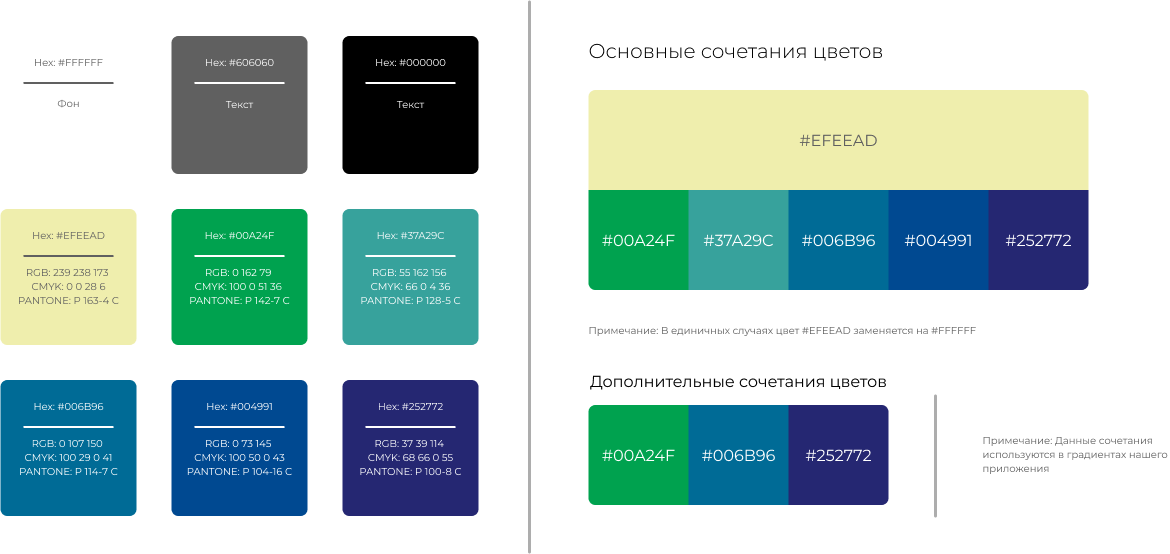 Hex: #FFFFFF
Фон
Hex: #606060
Текст
Hex: #000000
Текст
Hex: #EFEEAD
RGB: 239 238 173
CMYK: 0 0 28 6
PANTONE: P 163-4 C
Hex: #00A24F
RGB: 0 162 79
CMYK: 100 0 51 36
PANTONE: P 142-7 C
Hex: #37A29C
RGB: 55 162 156
CMYK: 66 0 4 36
PANTONE: P 128-5 C
Hex: #006B96
RGB: 0 107 150
CMYK: 100 29 0 41
PANTONE: P 114-7 C
Hex: #004991
RGB: 0 73 145
CMYK: 100 50 0 43
PANTONE: P 104-16 C
Hex: #252772
RGB: 37 39 114
CMYK: 68 66 0 55
PANTONE: P 100-8 C
Основные сочетания цветов
#EFEEAD
#00A24F
#37A29C
#006B96
#004991
#252772
Примечание: В единичных случаях цвет #EFEEAD заменяется на #FFFFFF
Дополнительные сочетания цветов
#00A24F
#006B96
#252772
Примечание: Данные сочетания
используются в градиентах нашего
приложения